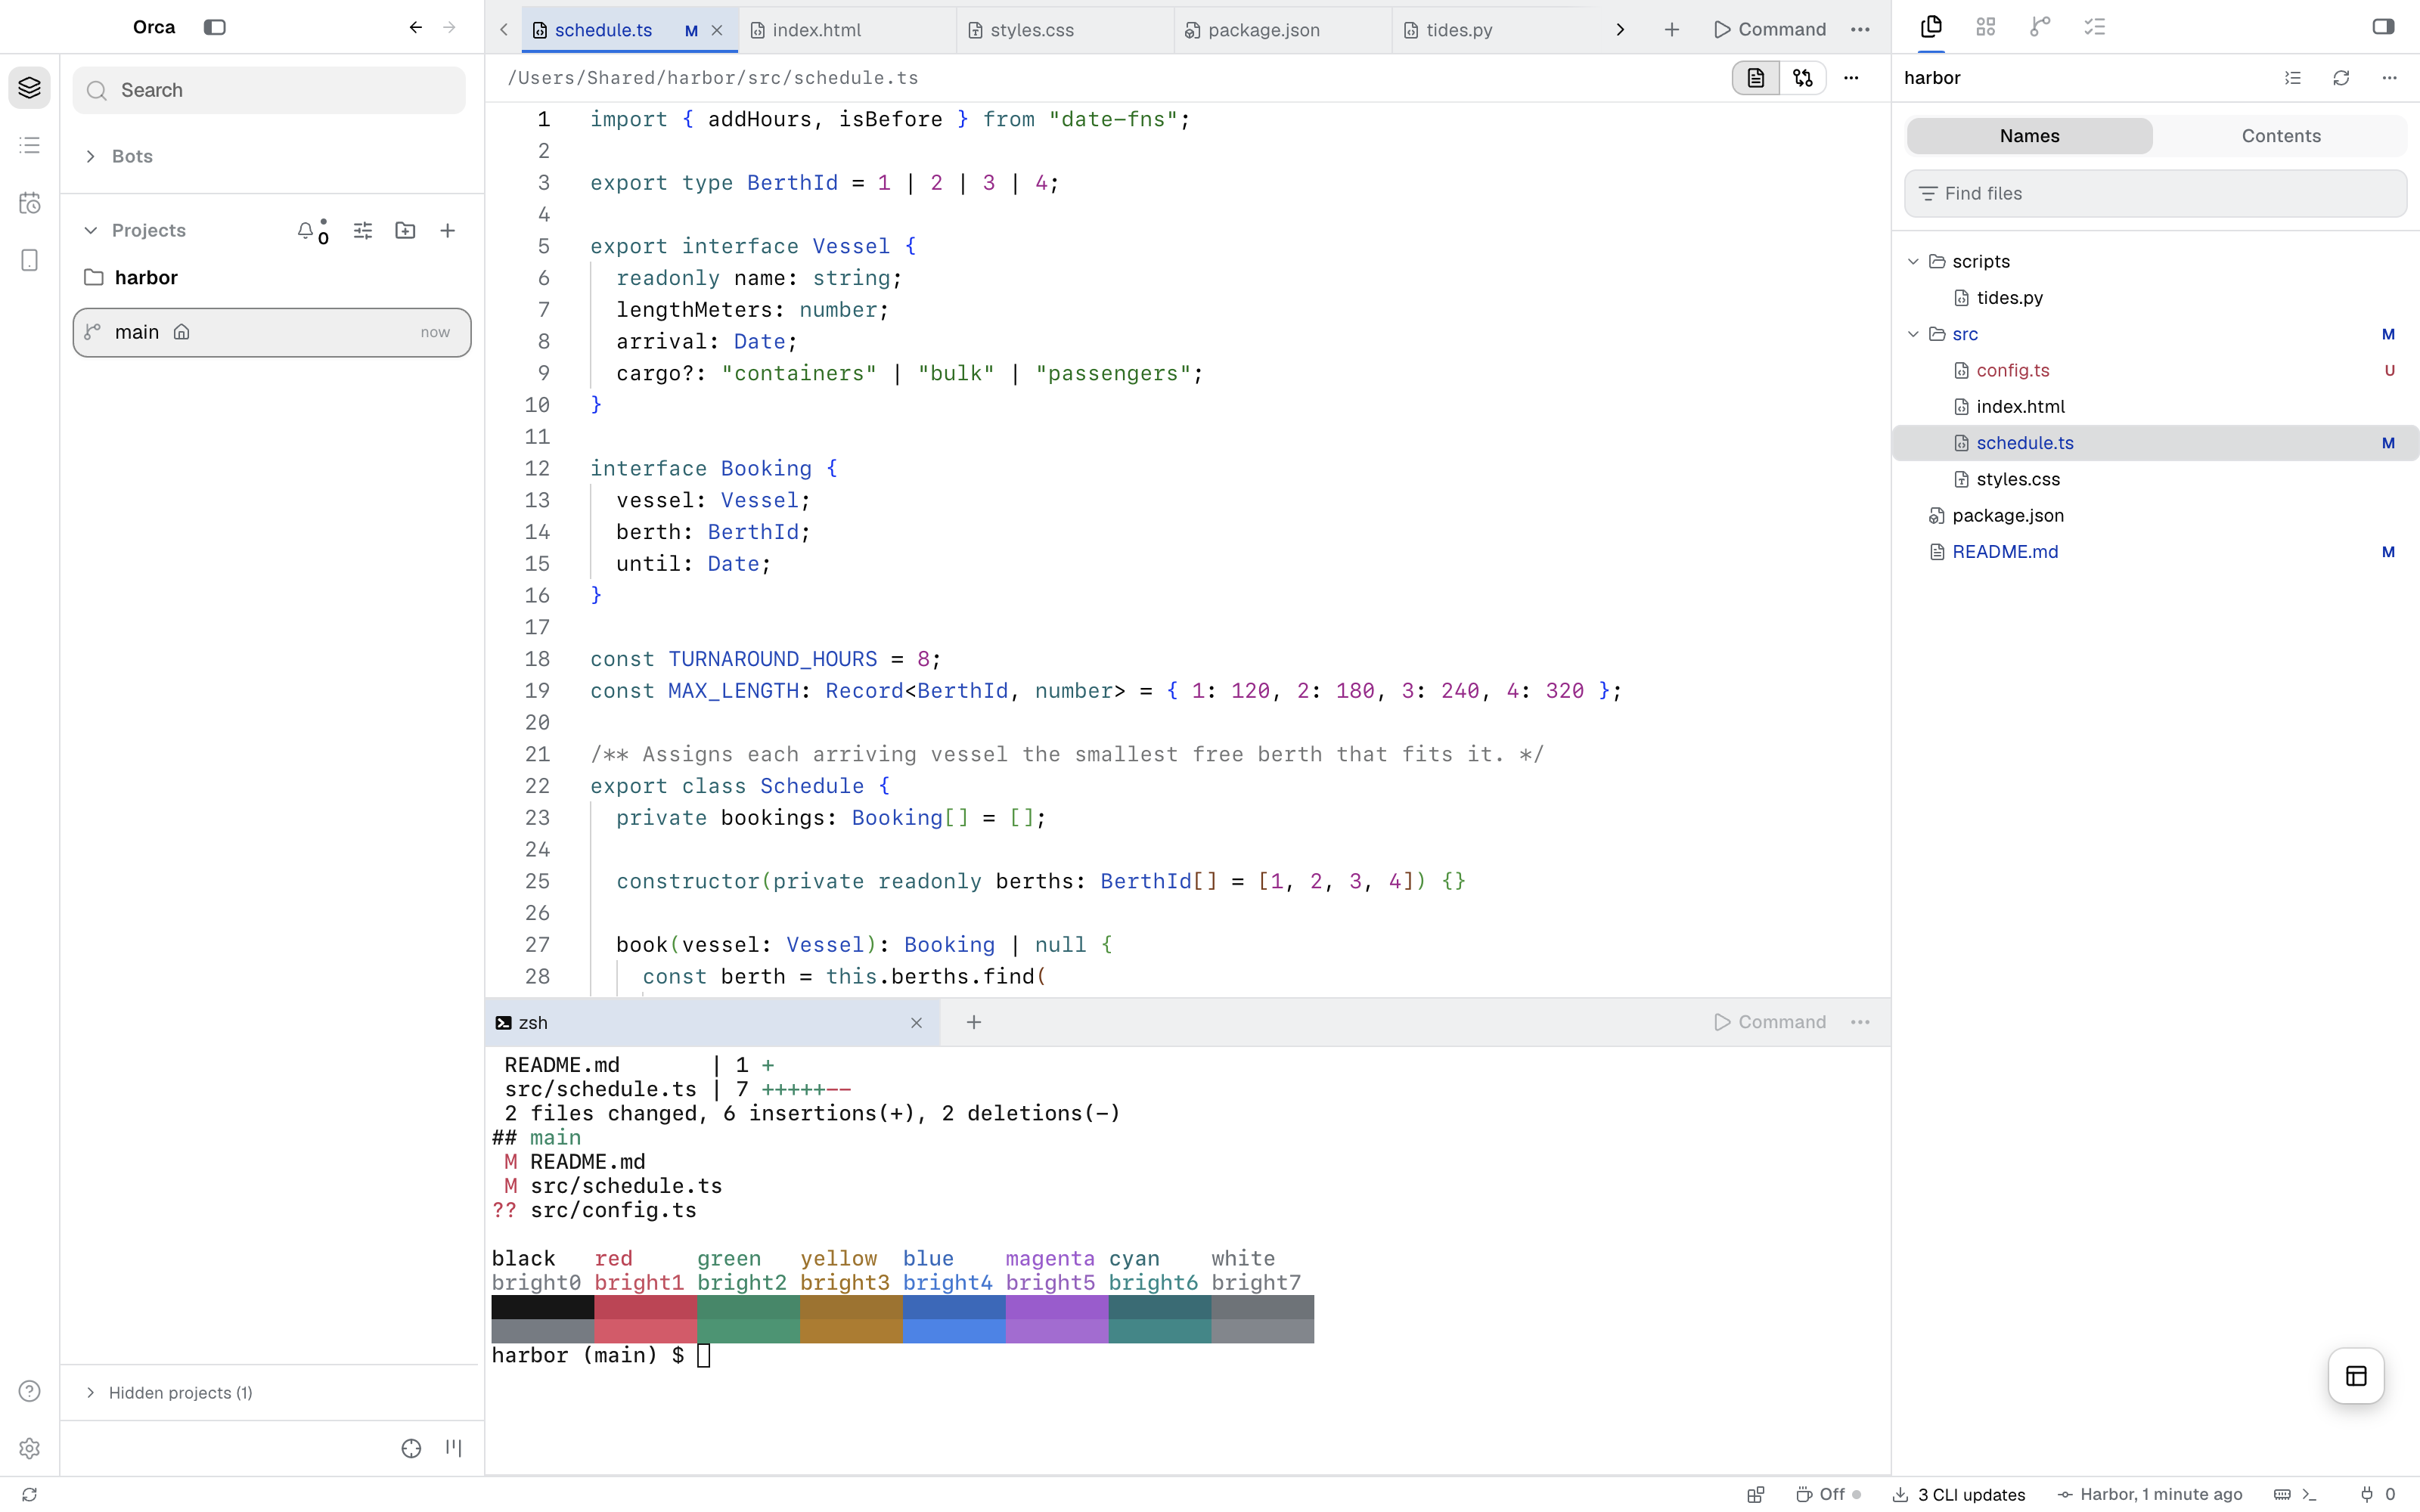 Orca
Search
Bots
Projects
0
harbor
main
now
Hidden projects (1)
schedule.ts M
index.html
styles.css
package.json
tides.py
Command
/Users/Shared/harbor/src/schedule.ts
1 import { addHours, isBefore } from "date-fns";
2
3 export type BerthId = 1 | 2 | 3 | 4;
4
5 export interface Vessel {
6 readonly name: string;
7 lengthMeters: number;
8 arrival: Date;
9 cargo?: "containers" | "bulk" | "passengers";
10 }
11
12 interface Booking {
13 vessel: Vessel;
14 berth: BerthId;
15 until: Date;
16 }
17
18 const TURNAROUND_HOURS = 8;
19 const MAX_LENGTH: Record<BerthId, number> = { 1: 120, 2: 180, 3: 240, 4: 320 };
20
21 /** Assigns each arriving vessel the smallest free berth that fits it. */
22 export class Schedule {
23 private bookings: Booking[] = [];
24
25 constructor(private readonly berths: BerthId[] = [1, 2, 3, 4]) {}
26
27 book(vessel: Vessel): Booking | null {
28 const berth = this.berths.find(
zsh
Command
README.md | 1 +
src/schedule.ts | 7 +++++--
2 files changed, 6 insertions(+), 2 deletions(-)
## main
M README.md
M src/schedule.ts
?? src/config.ts
black red green yellow blue magenta cyan white
bright0 bright1 bright2 bright3 bright4 bright5 bright6 bright7
harbor (main) $
harbor
Names
Contents
Find files
scripts
tides.py
src M
config.ts U
index.html
schedule.ts M
styles.css
package.json
README.md M
Off
3 CLI updates
Harbor, 1 minute ago
0